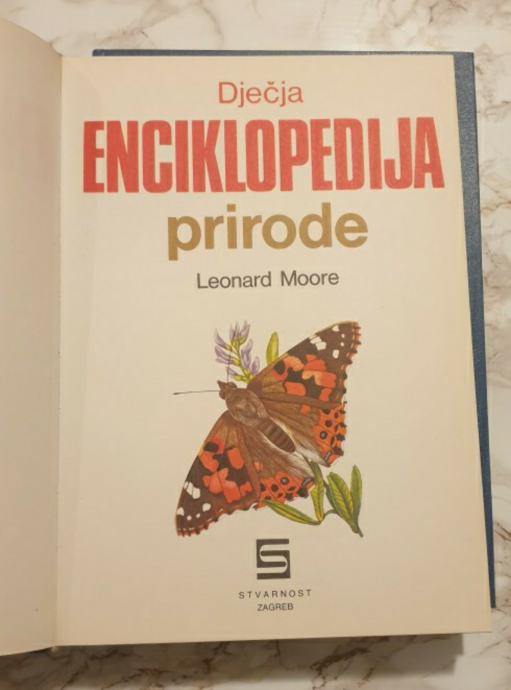 Dječja
ENCIKLOPEDIJA
prirode
Leonard Moore
S
STVARNOST
ZAGREB